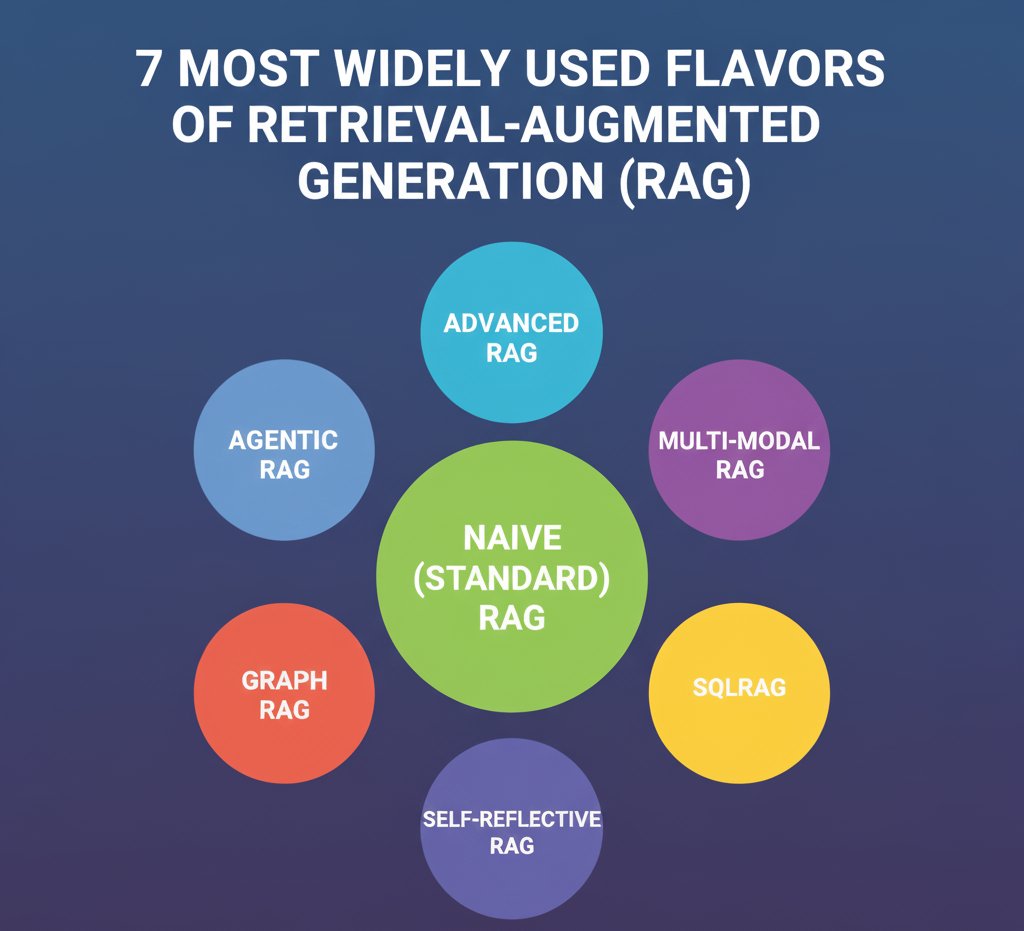 7 MOST WIDELY USED FLAVORS
OF RETRIEVAL-AUGMENTED
GENERATION (RAG)
ADVANCED
RAG
AGENTIC
RAG
MULTI-MODAL
RAG
NAIVE
(STANDARD)
RAG
GRAPH
RAG
SQLRAG
SELF-REFLECTIVE
RAG